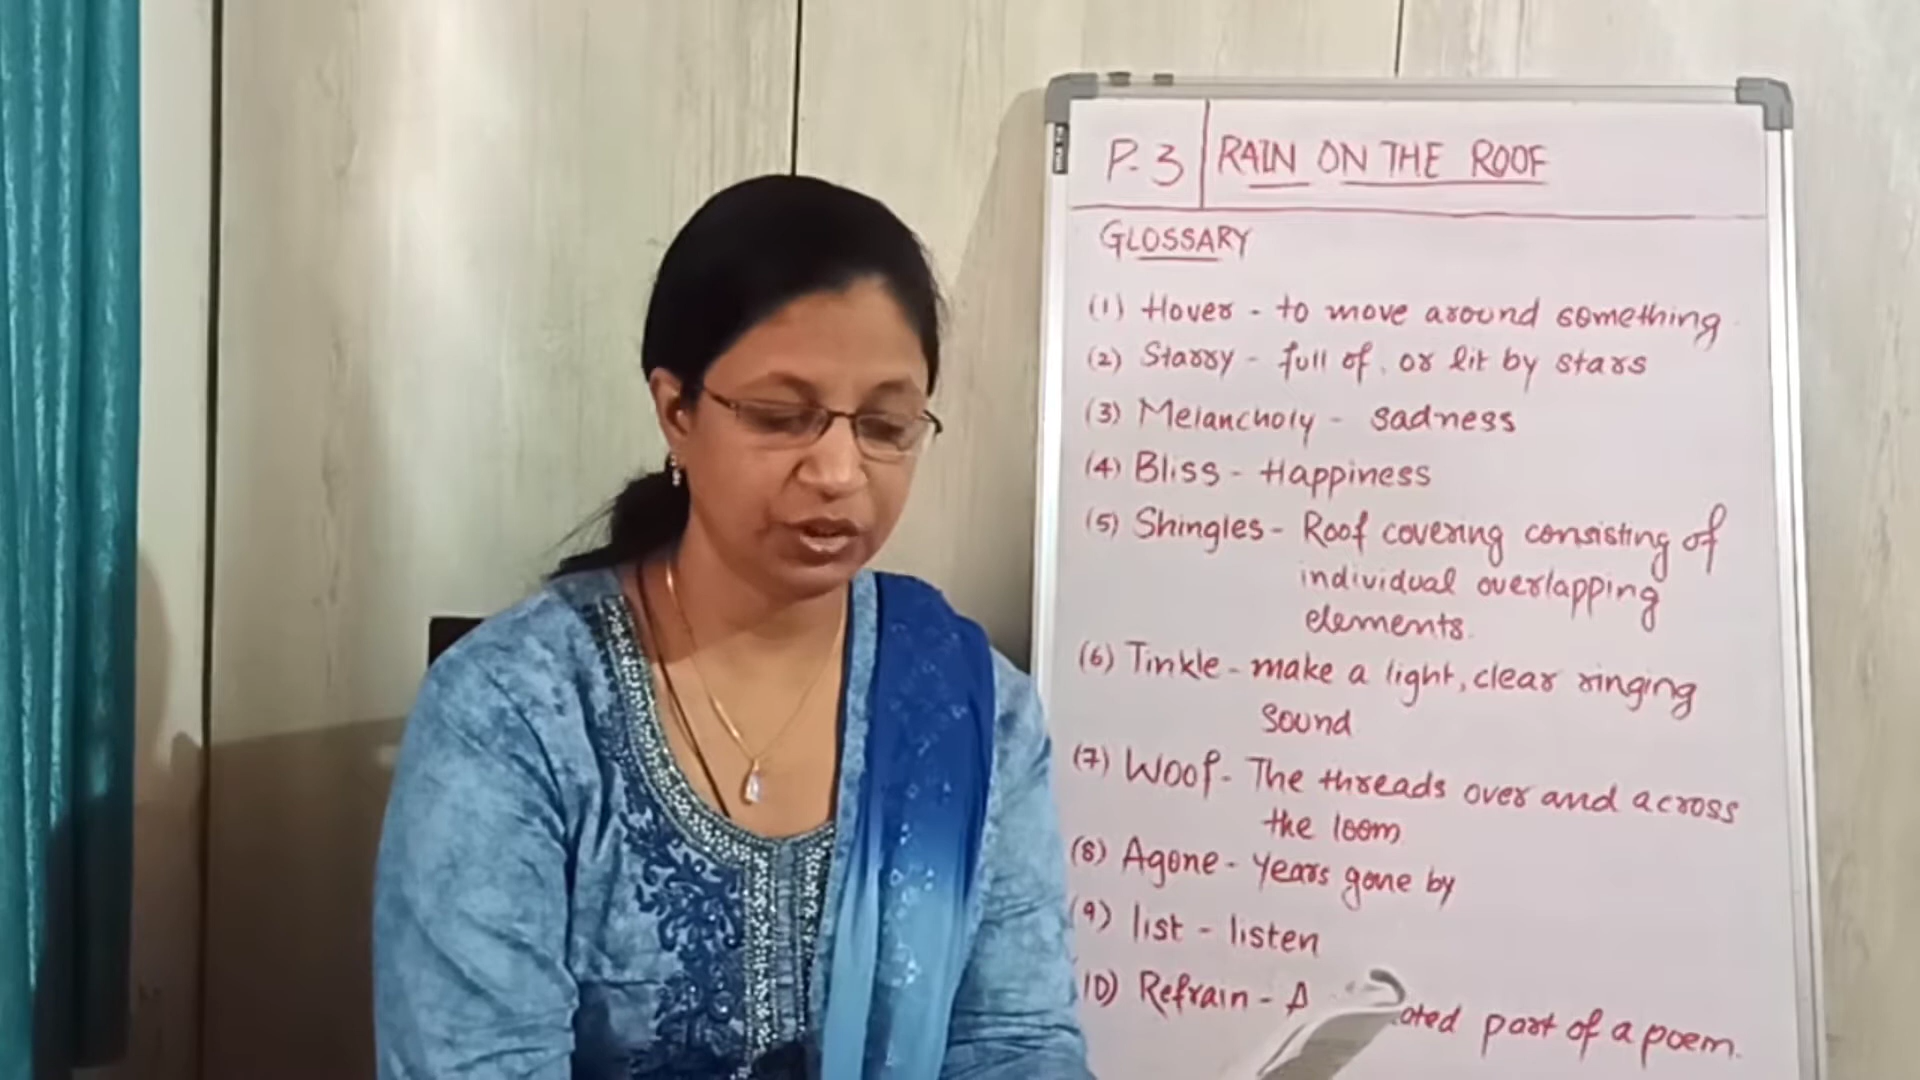 P-3 RAIN ON THE ROOF
GLOSSARY
(1) Hover - to move around something
(2) Starry - full of, or lit by stars
(3) Melancholy - sadness
(4) Bliss - Happiness
(5) Shingles - Roof covering consisting of
individual overlapping
elements.
(6) Tinkle - make a light, clear ringing
sound
(7) Woof - The threads over and across
the loom
(8) Agone - years gone by
(9) list - listen
(10) Refrain - A part of a poem.